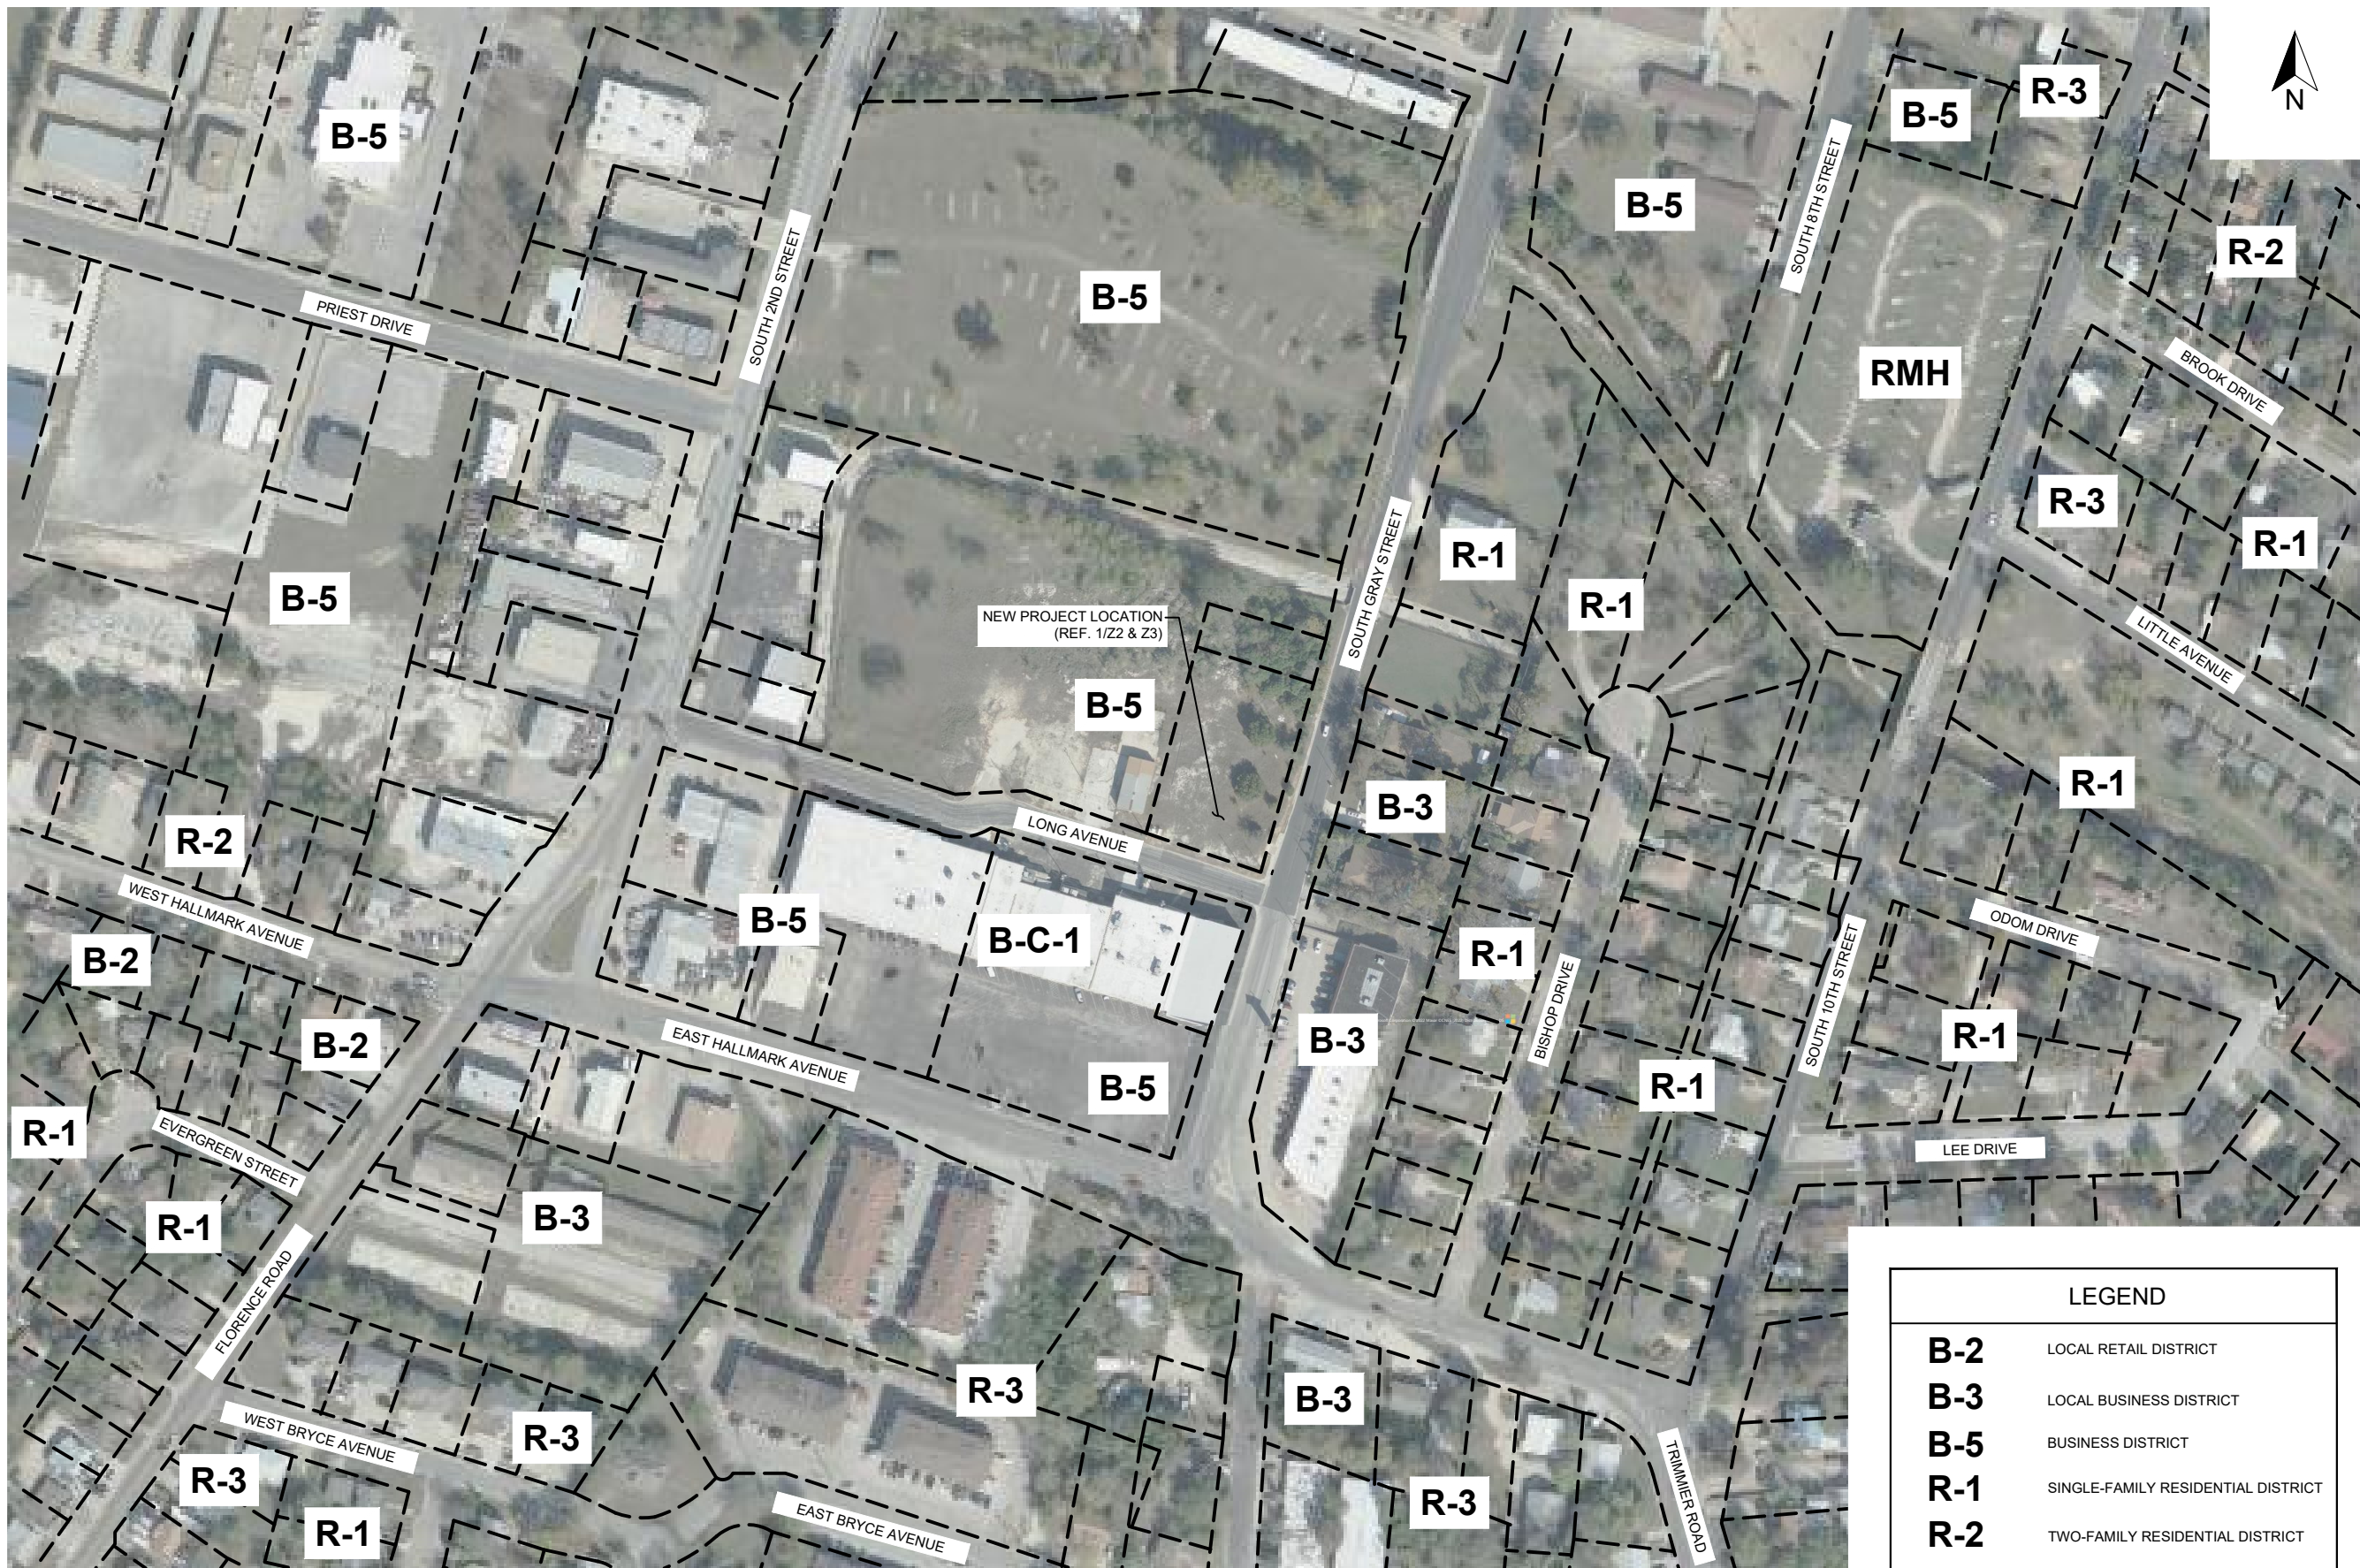 N
R-3
B-5
B-5
B-5
SOUTH 8TH STREET
R-2
SOUTH 2ND STREET
B-5
PRIEST DRIVE
RMH
BROOK DRIVE
R-3
R-1
R-1
SOUTH GRAY STREET
B-5
R-1
NEW PROJECT LOCATION
(REF. 1/Z2 & Z3)
LITTLE AVENUE
B-5
R-1
B-3
R-2
LONG AVENUE
WEST HALLMARK AVENUE
B-5
B-C-1
ODOM DRIVE
B-2
R-1
BISHOP DRIVE
SOUTH 10TH STREET
B-2
B-3
R-1
EAST HALLMARK AVENUE
B-5
R-1
R-1
EVERGREEN STREET
LEE DRIVE
R-1
B-3
FLORENCE ROAD
R-3
B-3
WEST BRYCE AVENUE
R-3
R-3
R-3
TRIMMIER ROAD
R-1
EAST BRYCE AVENUE
LEGEND
B-2 LOCAL RETAIL DISTRICT
B-3 LOCAL BUSINESS DISTRICT
B-5 BUSINESS DISTRICT
R-1 SINGLE-FAMILY RESIDENTIAL DISTRICT
R-2 TWO-FAMILY RESIDENTIAL DISTRICT